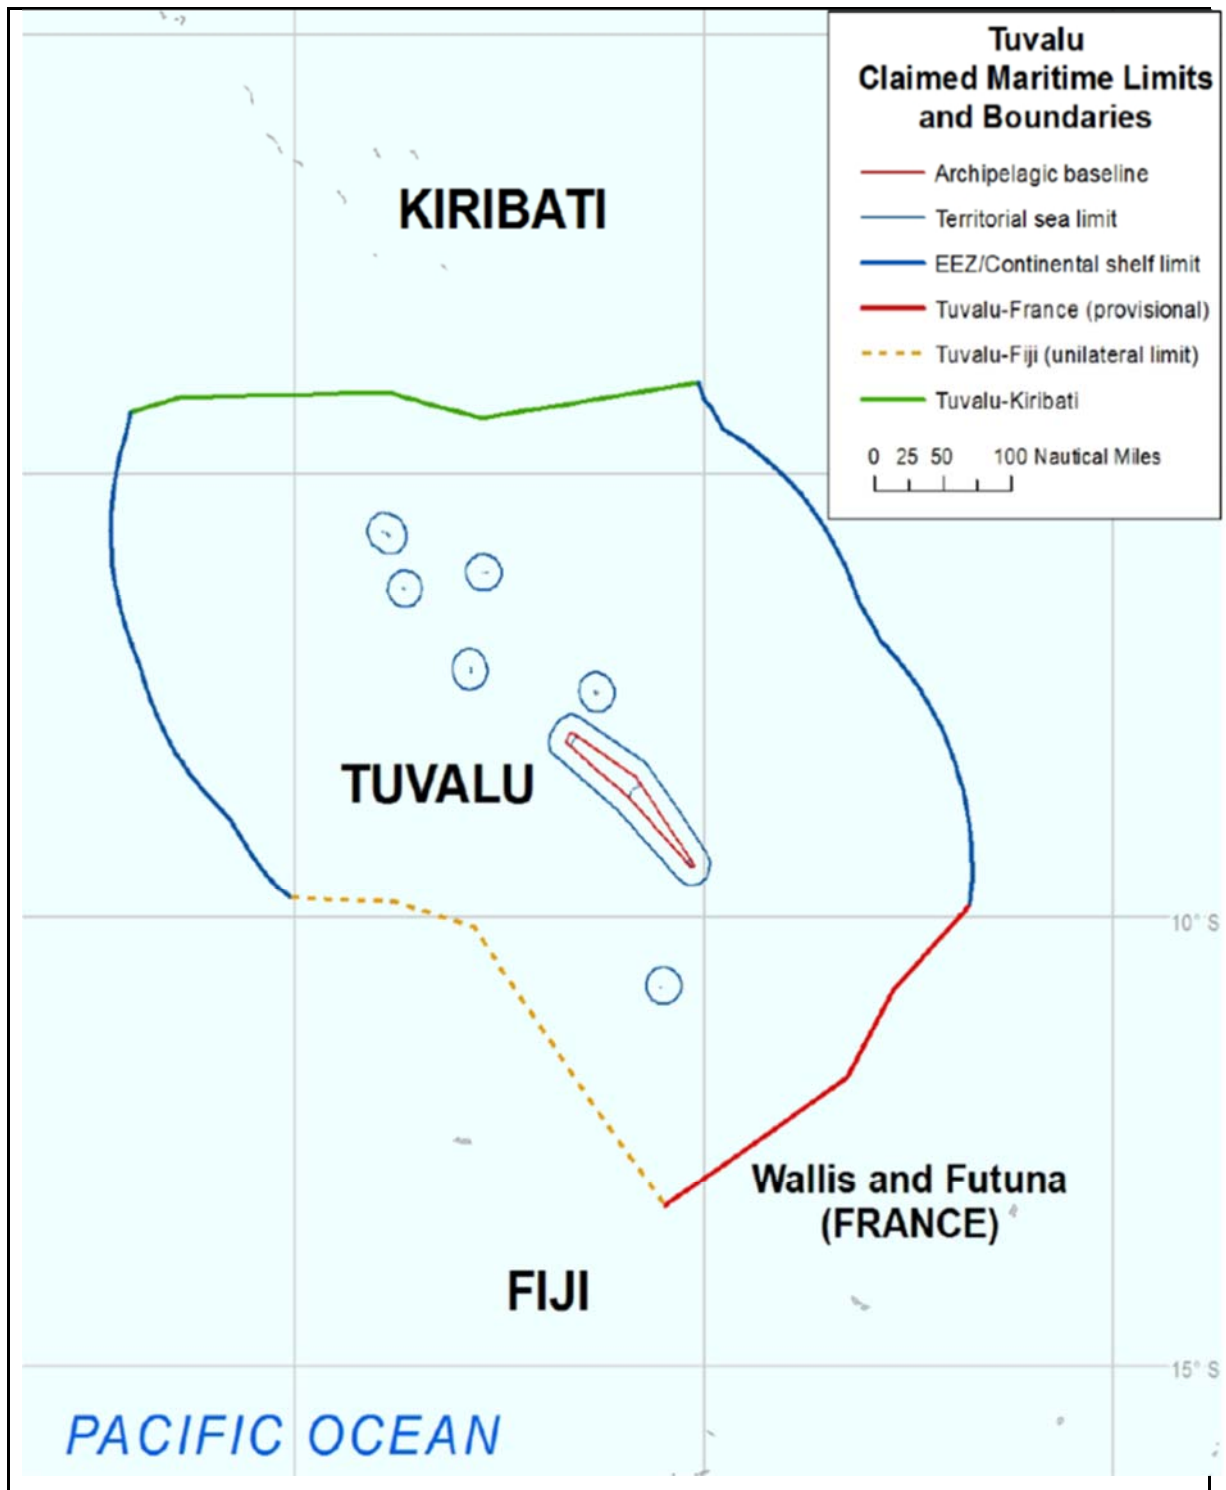 Tuvalu
Claimed Maritime Limits
and Boundaries
Archipelagic baseline
Territorial sea limit
EEZ/Continental shelf limit
Tuvalu-France (provisional)
Tuvalu-Fiji (unilateral limit)
Tuvalu-Kiribati
0 25 50 100 Nautical Miles
KIRIBATI
TUVALU
10° S
Wallis and Futuna
(FRANCE)
FIJI
15° S
PACIFIC OCEAN